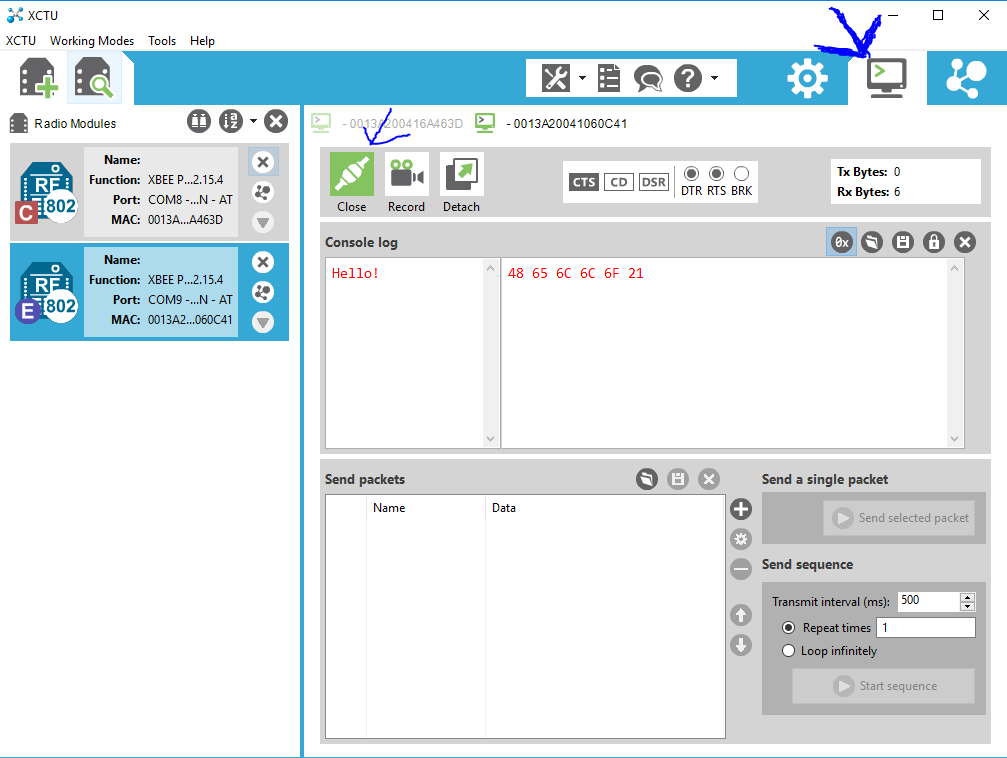 XCTU
XCTU Working Modes Tools Help
Radio Modules
- 0013A200416A463D - 0013A20041060C41
Name:
Function: XBEE P...2.15.4
Port: COM8 -...N - AT
MAC: 0013A...A463D
RF
802
C
Name:
Function: XBEE P...2.15.4
Port: COM9 -...N - AT
MAC: 0013A2...060C41
RF
802
E
Close Record Detach
CTS CD DSR
DTR RTS BRK
Tx Bytes: 0
Rx Bytes: 6
Console log
0x
Hello! 48 65 6C 6C 6F 21
Send packets
Name Data
Send a single packet
Send selected packet
Send sequence
Transmit interval (ms): 500
Repeat times 1
Loop infinitely
Start sequence